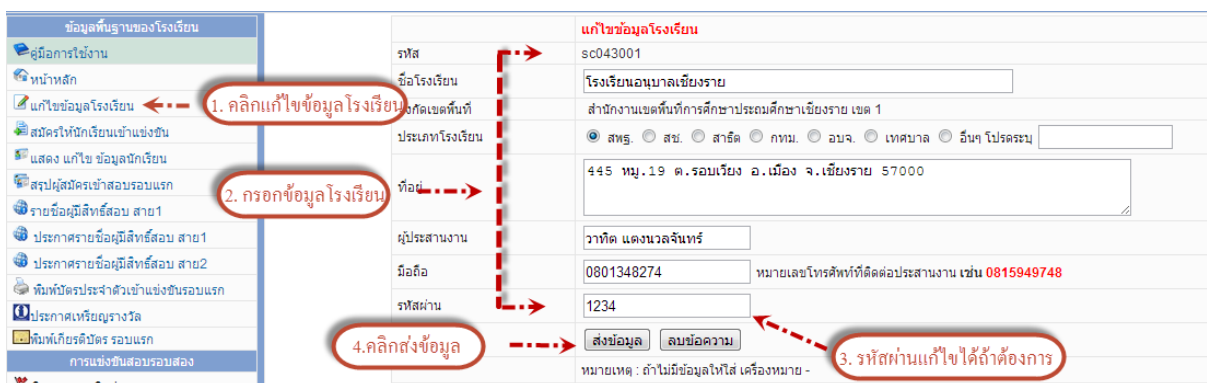 ข้อมูลพื้นฐานของโรงเรียน
คู่มือการใช้งาน
หน้าหลัก
แก้ไขข้อมูลโรงเรียน
สมัครให้นักเรียนเข้าแข่งขัน
แสดง แก้ไข ข้อมูลนักเรียน
สรุปผู้สมัครเข้าสอบรอบแรก
รายชื่อผู้มีสิทธิ์สอบ สาย1
ประกาศรายชื่อผู้มีสิทธิ์สอบ สาย1
ประกาศรายชื่อผู้มีสิทธิ์สอบ สาย2
พิมพ์บัตรประจำตัวเข้าแข่งขันรอบแรก
ประกาศเหรียญรางวัล
พิมพ์เกียรติบัตร รอบแรก
การแข่งขันสอบรอบสอง
1. คลิกแก้ไขข้อมูลโรงเรียน
2. กรอกข้อมูลโรงเรียน
4.คลิกส่งข้อมูล
3. รหัสผ่านแก้ไขได้ถ้าต้องการ
แก้ไขข้อมูลโรงเรียน
รหัส sc043001
ชื่อโรงเรียน โรงเรียนอนุบาลเชียงราย
สังกัดเขตพื้นที่ สำนักงานเขตพื้นที่การศึกษาประถมศึกษาเชียงราย เขต 1
ประเภทโรงเรียน สพฐ. สช. สาธิต กทม. อบจ. เทศบาล อื่นๆ โปรดระบุ
ที่อยู่ 445 หมู.19 ต.รอบเวียง อ.เมือง จ.เชียงราย 57000
ผู้ประสานงาน วาทิต แตงนวลจันทร์
มือถือ 0801348274 หมายเลขโทรศัพท์ที่ติดต่อประสานงาน เช่น 0815949748
รหัสผ่าน 1234
ส่งข้อมูล ลบข้อความ
หมายเหตุ : ถ้าไม่มีข้อมูลให้ใส่ เครื่องหมาย -